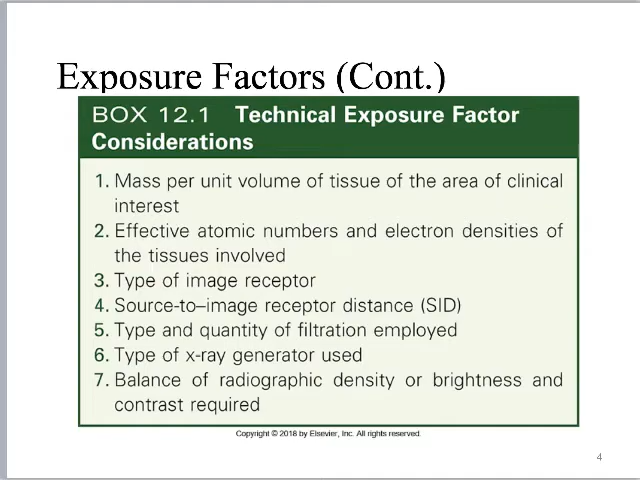 Exposure Factors (Cont.)
BOX 12.1 Technical Exposure Factor
Considerations
1. Mass per unit volume of tissue of the area of clinical
interest
2. Effective atomic numbers and electron densities of
the tissues involved
3. Type of image receptor
4. Source-to–image receptor distance (SID)
5. Type and quantity of filtration employed
6. Type of x-ray generator used
7. Balance of radiographic density or brightness and
contrast required
Copyright © 2018 by Elsevier, Inc. All rights reserved.
4